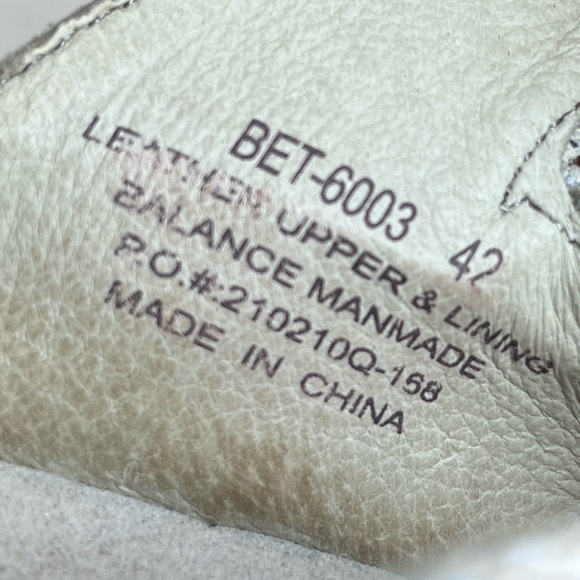 BET-6003 42
LEATHER UPPER & LINING
BALANCE MANMADE
P.O.#:210210Q-158
MADE IN CHINA